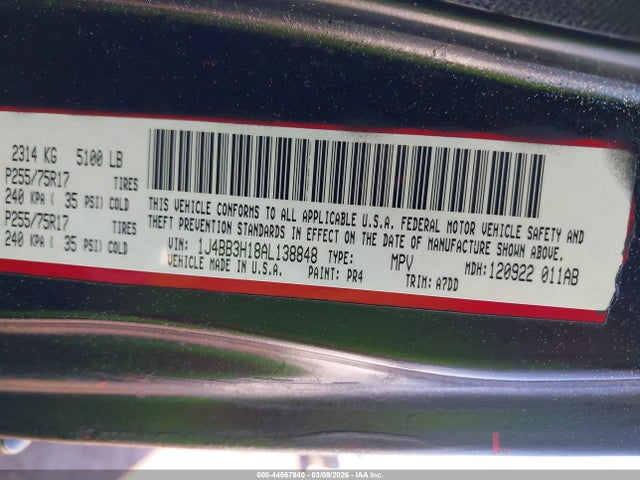 2314 KG 5100 LB
P255/75R17 TIRES
240 KPA ( 35 PSI) COLD
P255/75R17 TIRES
240 KPA ( 35 PSI) COLD
THIS VEHICLE CONFORMS TO ALL APPLICABLE U.S.A. FEDERAL MOTOR VEHICLE SAFETY AND
THEFT PREVENTION STANDARDS IN EFFECT ON THE DATE OF MANUFACTURE SHOWN ABOVE.
VIN: 1J4BB3H18AL138848 TYPE: MPV MDH: 120922 011AB
VEHICLE MADE IN U.S.A. PAINT: PR4 TRIM: A7DD
000-44567940 - 03/09/2026 - IAA Inc.